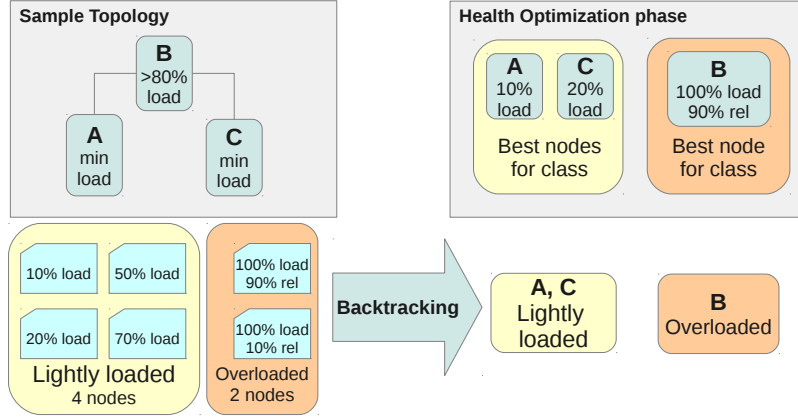 Sample Topology
B
>80%
load
A
min
load
C
min
load
Health Optimization phase
A
10%
load
C
20%
load
Best nodes
for class
B
100% load
90% rel
Best node
for class
10% load
50% load
20% load
70% load
Lightly loaded
4 nodes
100% load
90% rel
100% load
10% rel
Overloaded
2 nodes
Backtracking
A, C
Lightly
loaded
B
Overloaded